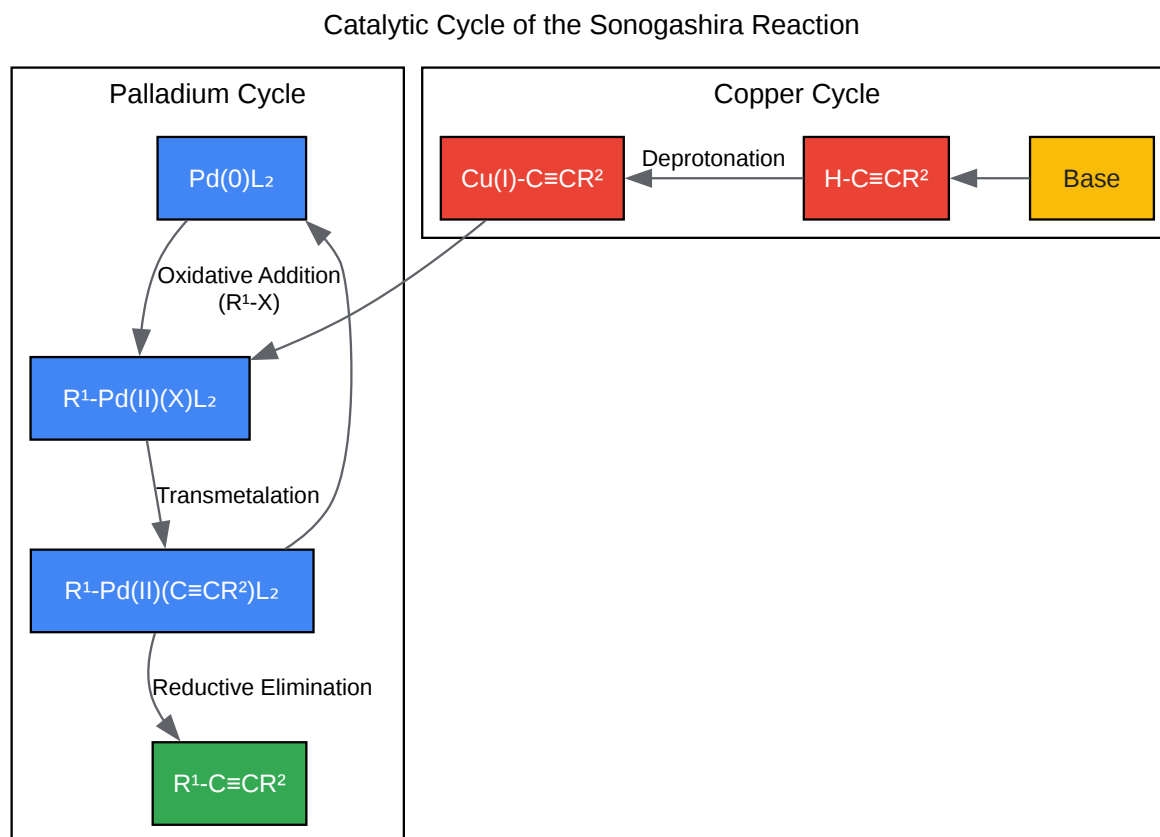 Catalytic Cycle of the Sonogashira Reaction
Palladium Cycle
Pd(0)L₂
Oxidative Addition
(R¹-X)
R¹-Pd(II)(X)L₂
Transmetalation
R¹-Pd(II)(C≡CR²)L₂
Reductive Elimination
R¹-C≡CR²
Copper Cycle
Cu(I)-C≡CR²
Deprotonation
H-C≡CR²
Base